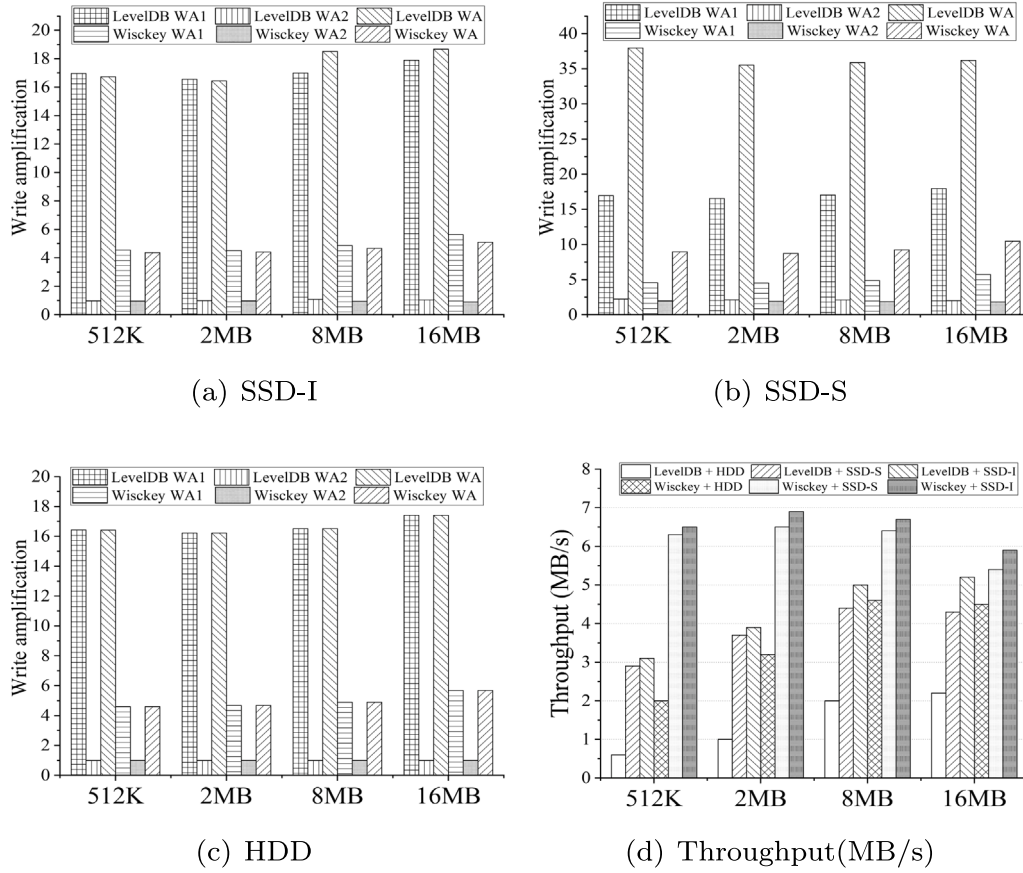 LevelDB WA1 LevelDB WA2 LevelDB WA
Wisckey WA1 Wisckey WA2 Wisckey WA
Write amplification
20
18
16
14
12
10
8
6
4
2
0
512K 2MB 8MB 16MB
(a) SSD-I
LevelDB WA1 LevelDB WA2 LevelDB WA
Wisckey WA1 Wisckey WA2 Wisckey WA
Write amplification
40
35
30
25
20
15
10
5
0
512K 2MB 8MB 16MB
(b) SSD-S
LevelDB WA1 LevelDB WA2 LevelDB WA
Wisckey WA1 Wisckey WA2 Wisckey WA
Write amplification
20
18
16
14
12
10
8
6
4
2
0
512K 2MB 8MB 16MB
(c) HDD
LevelDB + HDD LevelDB + SSD-S LevelDB + SSD-I
Wisckey + HDD Wisckey + SSD-S Wisckey + SSD-I
Throughput (MB/s)
8
7
6
5
4
3
2
1
0
512K 2MB 8MB 16MB
(d) Throughput(MB/s)